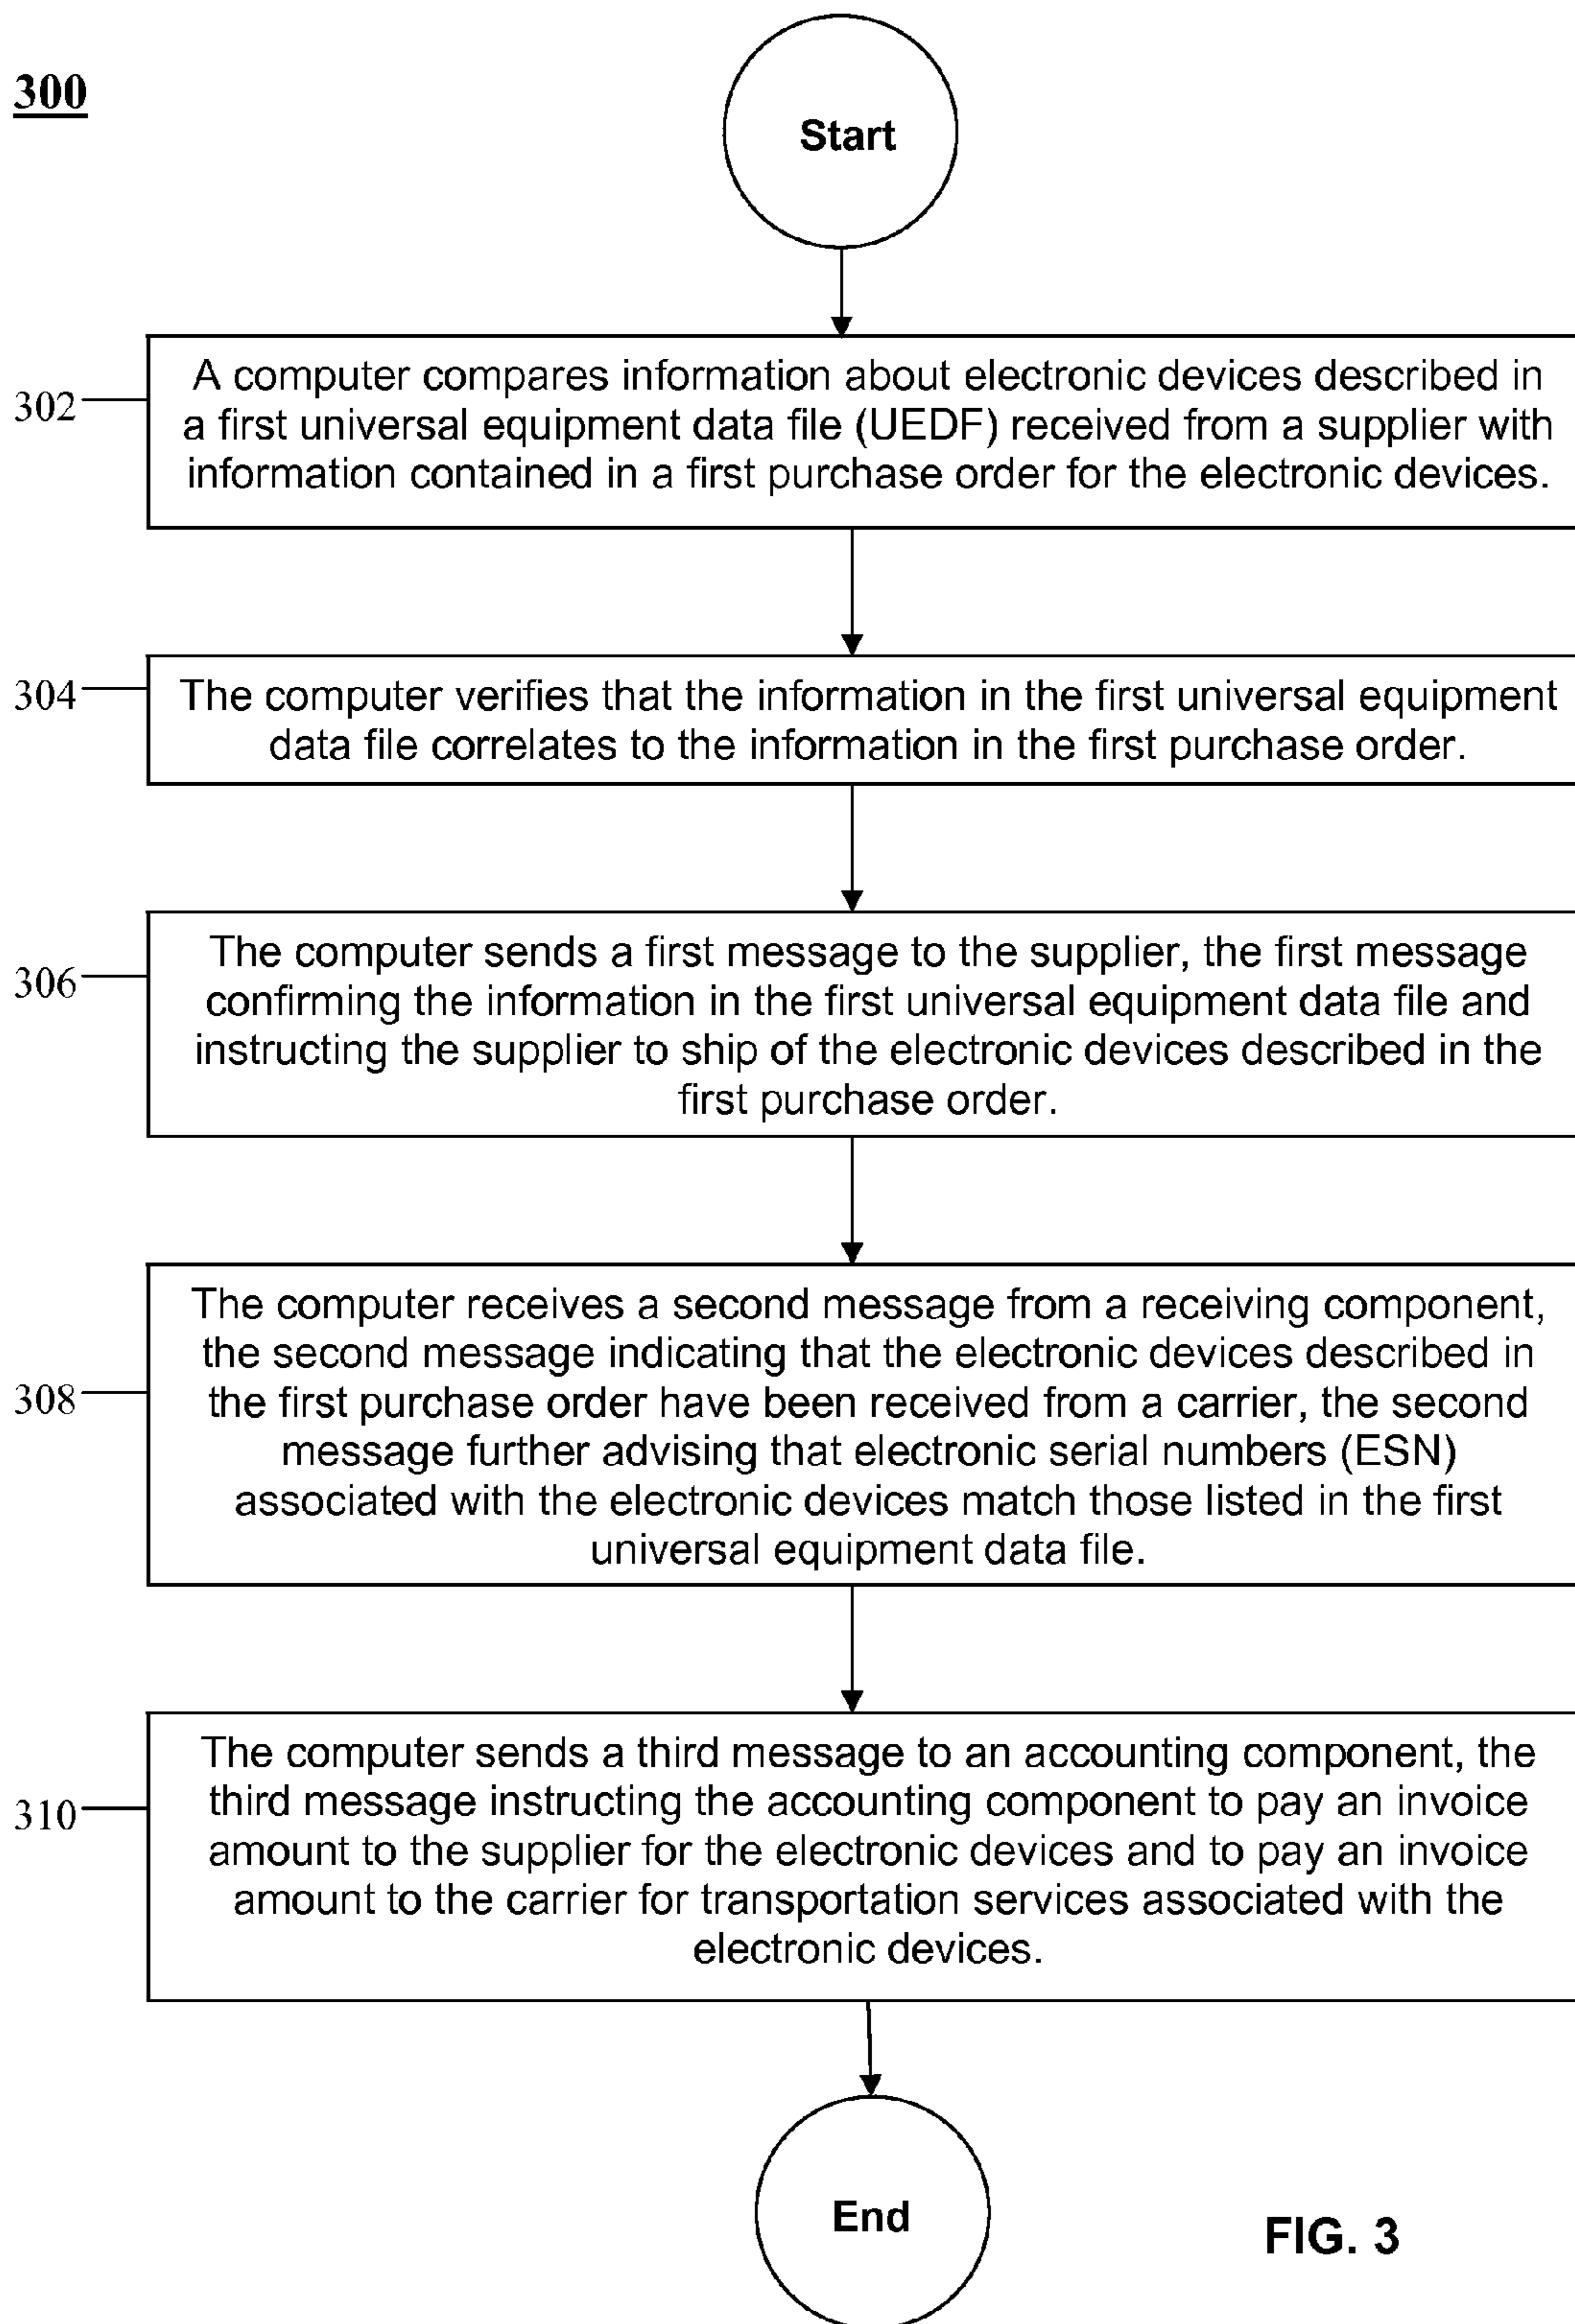 300
Start
302
A computer compares information about electronic devices described in
a first universal equipment data file (UEDF) received from a supplier with
information contained in a first purchase order for the electronic devices.
304
The computer verifies that the information in the first universal equipment
data file correlates to the information in the first purchase order.
306
The computer sends a first message to the supplier, the first message
confirming the information in the first universal equipment data file and
instructing the supplier to ship of the electronic devices described in the
first purchase order.
308
The computer receives a second message from a receiving component,
the second message indicating that the electronic devices described in
the first purchase order have been received from a carrier, the second
message further advising that electronic serial numbers (ESN)
associated with the electronic devices match those listed in the first
universal equipment data file.
310
The computer sends a third message to an accounting component, the
third message instructing the accounting component to pay an invoice
amount to the supplier for the electronic devices and to pay an invoice
amount to the carrier for transportation services associated with the
electronic devices.
End
FIG. 3